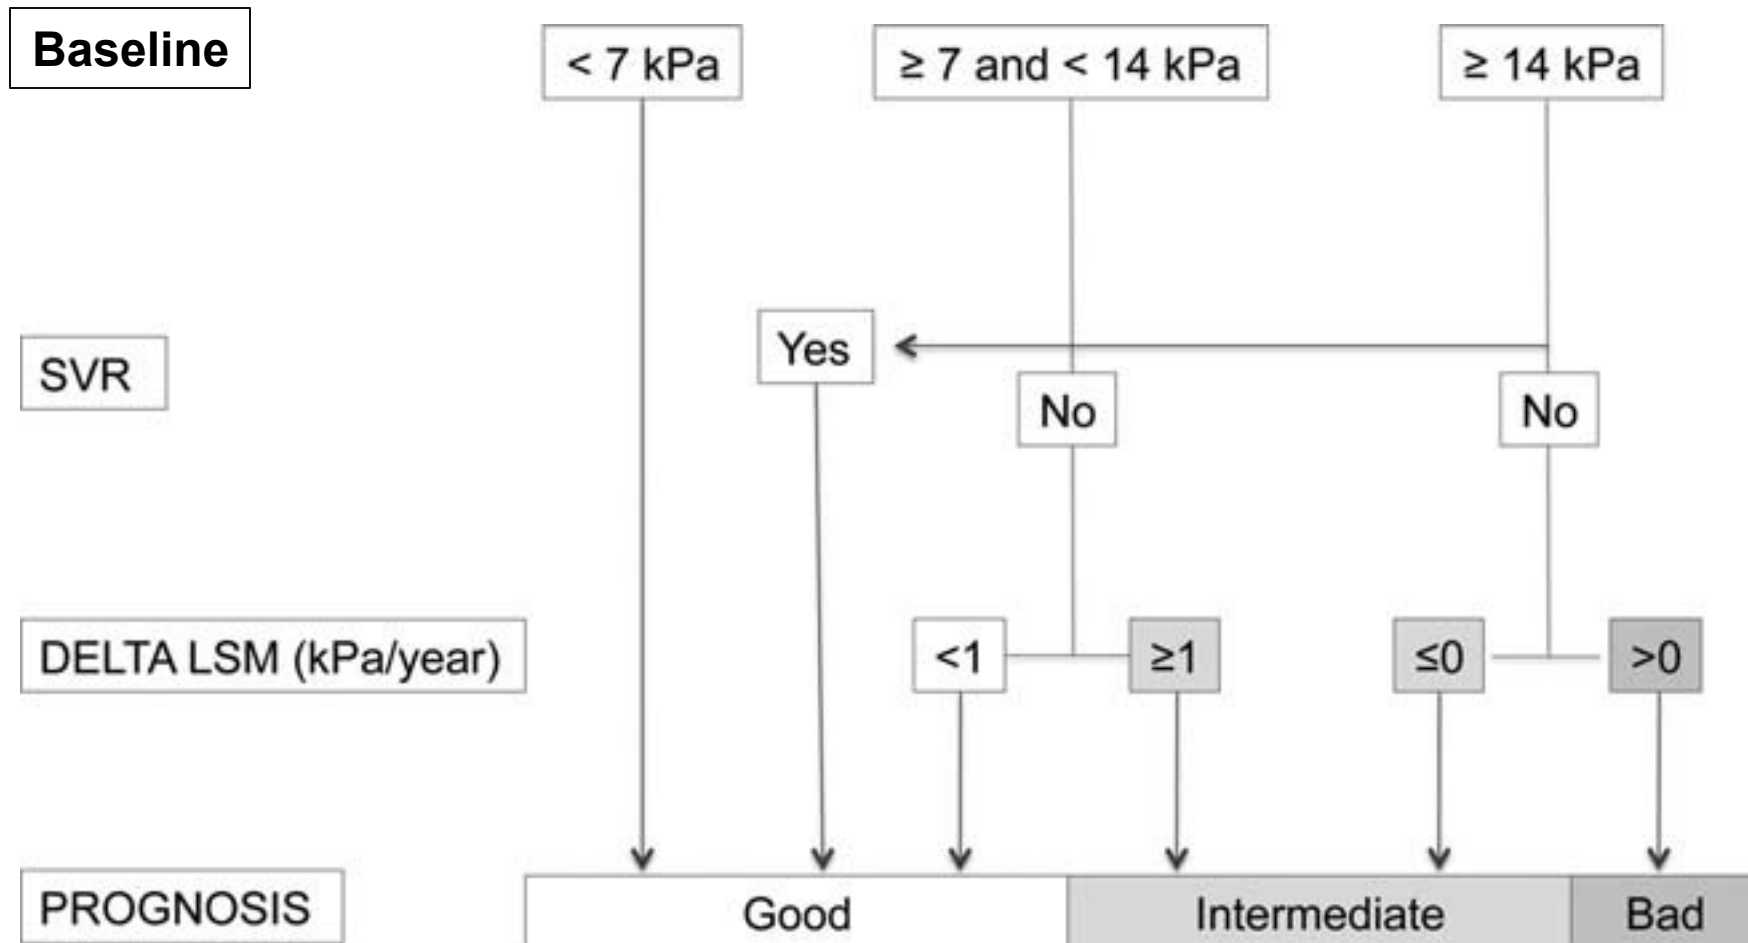 Baseline
< 7 kPa
≥ 7 and < 14 kPa
≥ 14 kPa
SVR
Yes
No
No
DELTA LSM (kPa/year)
<1
≥1
≤0
>0
PROGNOSIS
Good
Intermediate
Bad